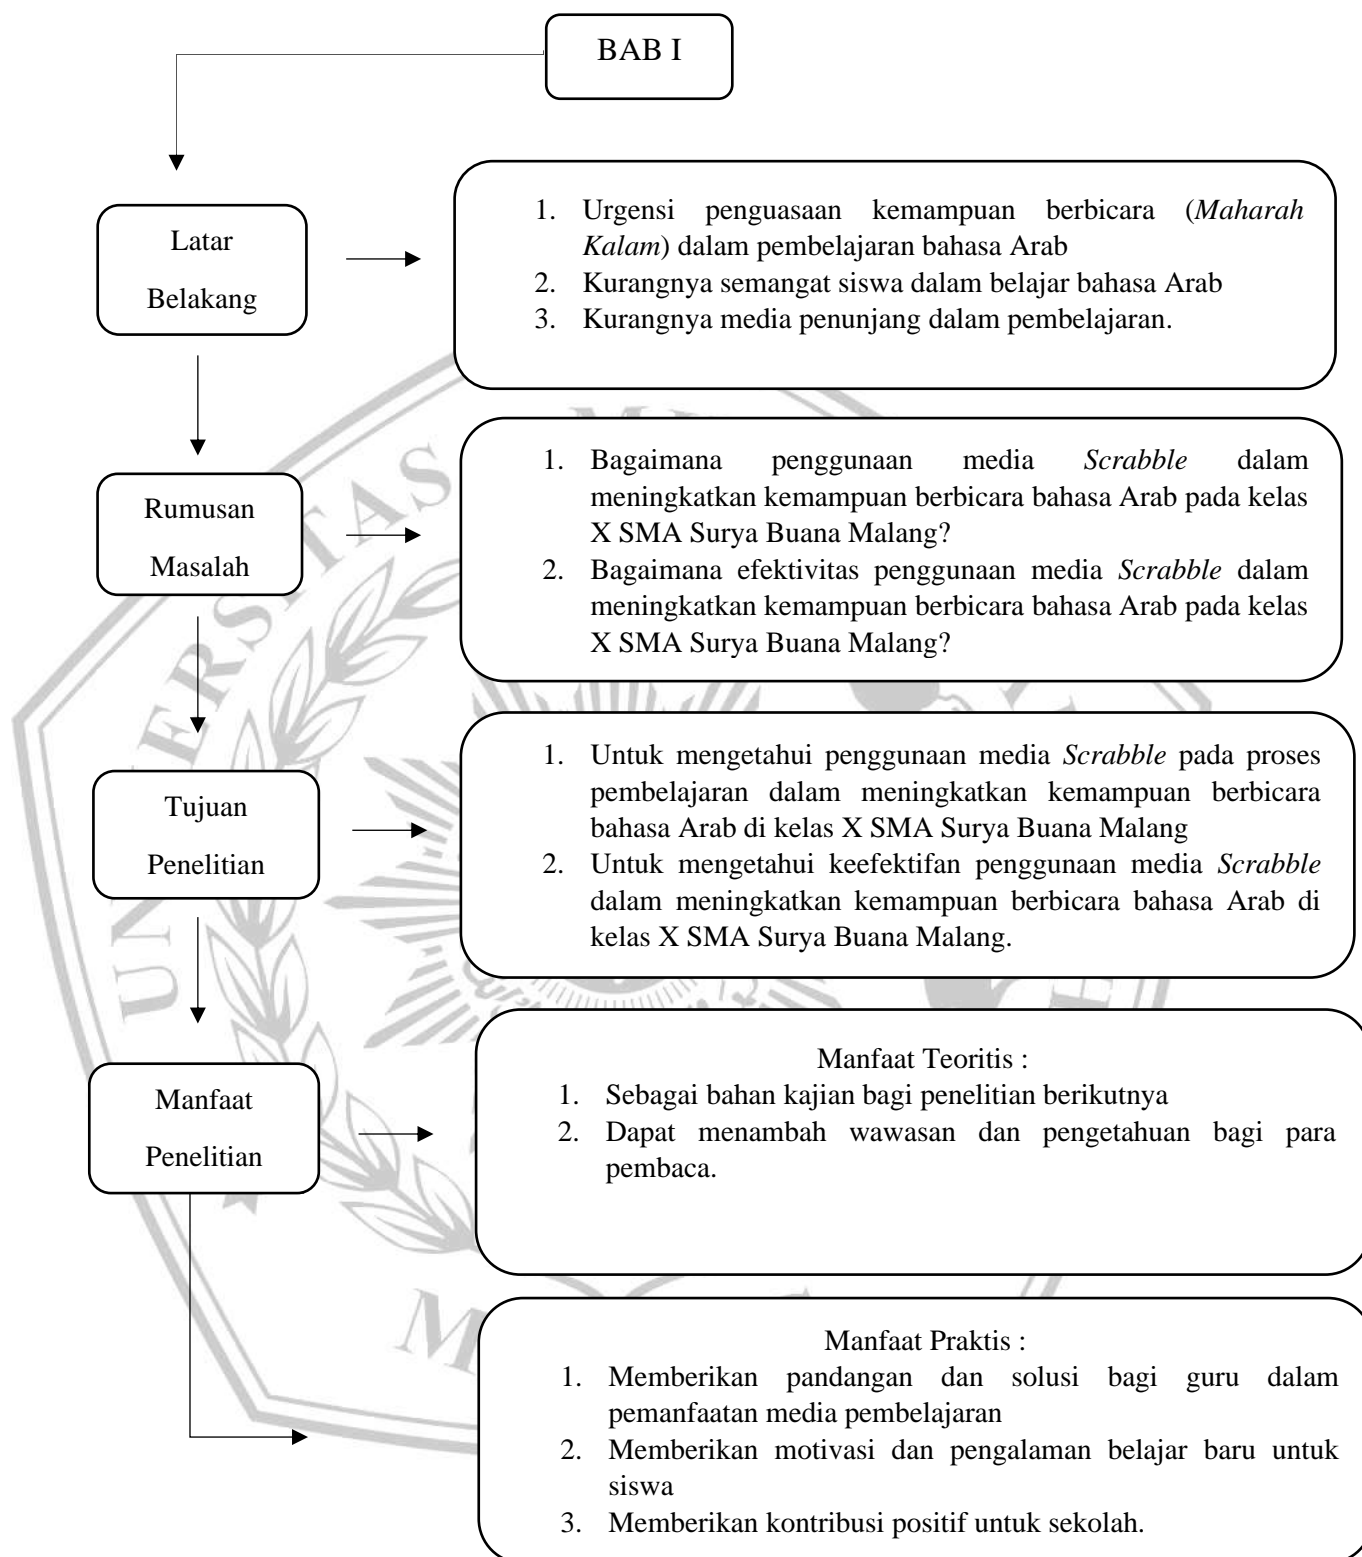 BAB I
Latar
Belakang
1. Urgensi penguasaan kemampuan berbicara (Maharah
Kalam) dalam pembelajaran bahasa Arab
2. Kurangnya semangat siswa dalam belajar bahasa Arab
3. Kurangnya media penunjang dalam pembelajaran.
Rumusan
Masalah
1. Bagaimana penggunaan media Scrabble dalam
meningkatkan kemampuan berbicara bahasa Arab pada kelas
X SMA Surya Buana Malang?
2. Bagaimana efektivitas penggunaan media Scrabble dalam
meningkatkan kemampuan berbicara bahasa Arab pada kelas
X SMA Surya Buana Malang?
Tujuan
Penelitian
1. Untuk mengetahui penggunaan media Scrabble pada proses
pembelajaran dalam meningkatkan kemampuan berbicara
bahasa Arab di kelas X SMA Surya Buana Malang
2. Untuk mengetahui keefektifan penggunaan media Scrabble
dalam meningkatkan kemampuan berbicara bahasa Arab di
kelas X SMA Surya Buana Malang.
Manfaat
Penelitian
Manfaat Teoritis :
1. Sebagai bahan kajian bagi penelitian berikutnya
2. Dapat menambah wawasan dan pengetahuan bagi para
pembaca.
Manfaat Praktis :
1. Memberikan pandangan dan solusi bagi guru dalam
pemanfaatan media pembelajaran
2. Memberikan motivasi dan pengalaman belajar baru untuk
siswa
3. Memberikan kontribusi positif untuk sekolah.